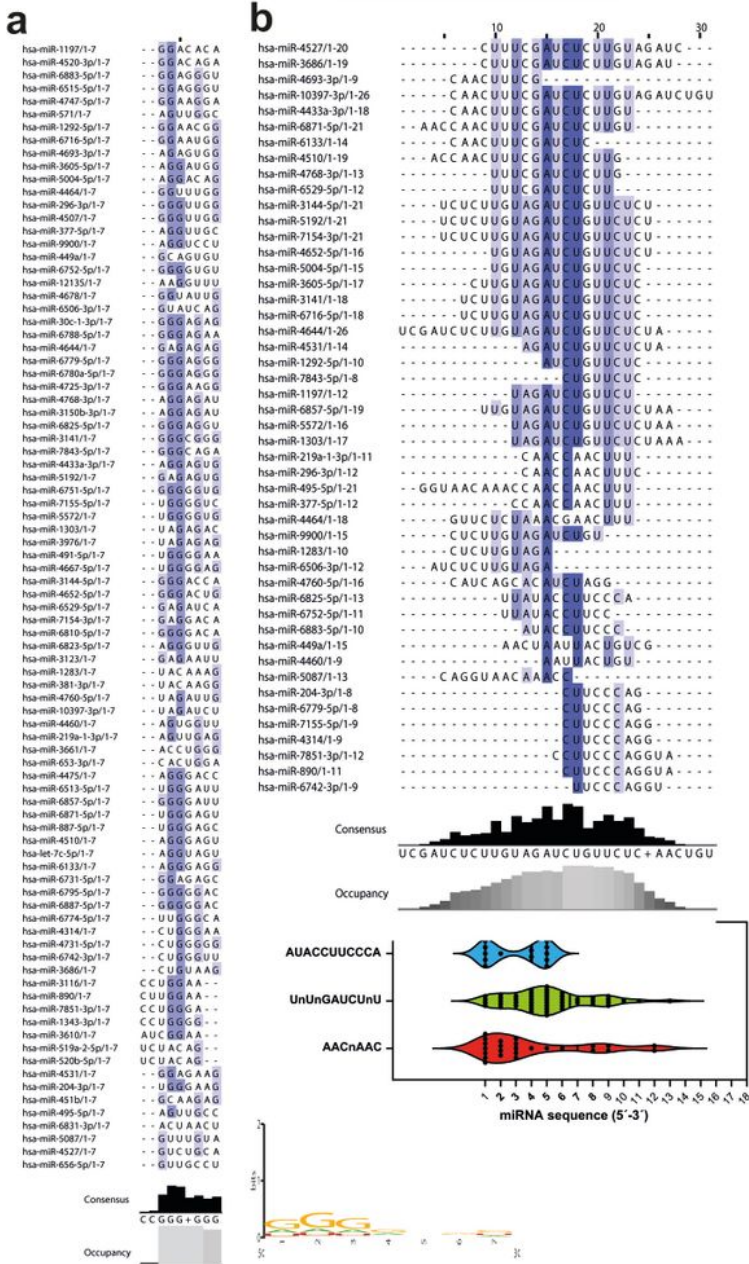 a
hsa-miR-1197/1-7 --GGACACA
hsa-miR-4520-3p/1-7 --GGACAGA
hsa-miR-6883-5p/1-7 --GGAGGGU
hsa-miR-6515-5p/1-7 --GGAGGGU
hsa-miR-4747-5p/1-7 --GGAAGGA
hsa-miR-571/1-7 --AGUUGGC
hsa-miR-1292-5p/1-7 --GGAACGG
hsa-miR-6716-5p/1-7 --GGAAUGG
hsa-miR-4693-3p/1-7 --AGAGUGG
hsa-miR-3605-5p/1-7 --AGGAUGG
hsa-miR-5004-5p/1-7 --AGGACAG
hsa-miR-4464/1-7 --GGUUUGG
hsa-miR-296-3p/1-7 --GGGUUGG
hsa-miR-4507/1-7 --GGGUUGG
hsa-miR-377-5p/1-7 --AGGUUGC
hsa-miR-9900/1-7 --AGGUCCU
hsa-miR-449a/1-7 --GCAGUGU
hsa-miR-6752-5p/1-7 --GGGGUGU
hsa-miR-12135/1-7 --AAGGUUU
hsa-miR-4678/1-7 --GGUAUUG
hsa-miR-6506-3p/1-7 --GUAUCAG
hsa-miR-30c-1-3p/1-7 --GGGAGAG
hsa-miR-6788-5p/1-7 --GGGAGAA
hsa-miR-4644/1-7 --GAGAGAG
hsa-miR-6779-5p/1-7 --GGGAGGG
hsa-miR-6780a-5p/1-7 --GGGAGGG
hsa-miR-4725-3p/1-7 --GGGAAGG
hsa-miR-4768-3p/1-7 --AGGAGAU
hsa-miR-3150b-3p/1-7 --AGGAGAU
hsa-miR-6825-5p/1-7 --GGGAGGU
hsa-miR-3141/1-7 --GGGCGGG
hsa-miR-7843-5p/1-7 --GGGCAGA
hsa-miR-4433a-3p/1-7 --AGGAGUG
hsa-miR-5192/1-7 --GAGAGUG
hsa-miR-6751-5p/1-7 --GGGGGUG
hsa-miR-7155-5p/1-7 --UGGGGUC
hsa-miR-5572/1-7 --UGGGGUG
hsa-miR-1303/1-7 --UAGAGAC
hsa-miR-3976/1-7 --UAGAGAG
hsa-miR-491-5p/1-7 --UGGGGAA
hsa-miR-4667-5p/1-7 --UGGGGAG
hsa-miR-3144-5p/1-7 --GGGACCA
hsa-miR-4652-5p/1-7 --GGGACUG
hsa-miR-6529-5p/1-7 --GAGAUCA
hsa-miR-7154-3p/1-7 --GAGGACA
hsa-miR-6810-5p/1-7 --GGGGACA
hsa-miR-6823-5p/1-7 --AGGGUUG
hsa-miR-3123/1-7 --GAGAAUU
hsa-miR-1283/1-7 --UACAAAG
hsa-miR-381-3p/1-7 --UACAAGG
hsa-miR-4760-5p/1-7 --UAGAUUG
hsa-miR-10397-3p/1-7 --UAGAUCU
hsa-miR-4460/1-7 --AGUGGUU
hsa-miR-219a-1-3p/1-7 --AGUUGAG
hsa-miR-3661/1-7 --ACCUGGG
hsa-miR-653-3p/1-7 --CACUGGA
hsa-miR-4475/1-7 --AGGGACC
hsa-miR-6513-5p/1-7 --UGGGAUU
hsa-miR-6857-5p/1-7 --GGGGAUU
hsa-miR-6871-5p/1-7 --UGGGAGU
hsa-miR-887-5p/1-7 --UGGGAGC
hsa-miR-4510/1-7 --UGAGGGAGU
hsa-let-7c-5p/1-7 --AGGUAGU
hsa-miR-6133/1-7 --AGGGAGG
hsa-miR-6731-5p/1-7 --GGAGAGC
hsa-miR-6795-5p/1-7 --GGGGGAC
hsa-miR-6887-5p/1-7 --GGGGGAC
hsa-miR-6774-5p/1-7 --UUGGGCA
hsa-miR-4314/1-7 --CUGGGAA
hsa-miR-4731-5p/1-7 --CUGGGGG
hsa-miR-6742-3p/1-7 --CUGGGUU
hsa-miR-3686/1-7 --CUGUAAG
hsa-miR-3116/1-7 CCUGGAA--
hsa-miR-890/1-7 CUUGGAA--
hsa-miR-7851-3p/1-7 CCUGGGA--
hsa-miR-1343-3p/1-7 CCUGGGG--
hsa-miR-3610/1-7 AUCGGAA--
hsa-miR-519a-2-5p/1-7 UCUACAG--
hsa-miR-520b-5p/1-7 UCUACAG--
hsa-miR-4531/1-7 --GGAGAAG
hsa-miR-204-3p/1-7 --UGGGAAG
hsa-miR-451b/1-7 --GCAAGAG
hsa-miR-495-5p/1-7 --AGUUGCC
hsa-miR-6831-3p/1-7 --ACUAACU
hsa-miR-5087/1-7 --GUUUGUA
hsa-miR-4527/1-7 --GUCUGCA
hsa-miR-656-5p/1-7 --GUUGCCU
Consensus
CCGGG+GGG
Occupancy
b
10 20 30
hsa-miR-4527/1-20 --------CUUUCGAUCUCUUGUAGAUC---
hsa-miR-3686/1-19 --------CUUUCGAUCUCUUGUAGAU----
hsa-miR-4693-3p/1-9 -----CAACUUUCG-----------------
hsa-miR-10397-3p/1-26 -----CAACUUUCGAUCUCUUGUAGAUCUGU
hsa-miR-4433a-3p/1-18 -----CAACUUUCGAUCUCUUGU--------
hsa-miR-6871-5p/1-21 --AACCAACUUUCGAUCUCUUGU--------
hsa-miR-6133/1-14 -----CAACUUUCGAUCUC------------
hsa-miR-4510/1-19 ---ACCAACUUUCGAUCUCUUG---------
hsa-miR-4768-3p/1-13 ---------UUUCGAUCUCUUG---------
hsa-miR-6529-5p/1-12 ---------UUUCGAUCUCUU----------
hsa-miR-3144-5p/1-21 ----UCUCUUGUAGAUCUGUUCUCU------
hsa-miR-5192/1-21 ----UCUCUUGUAGAUCUGUUCUCU------
hsa-miR-7154-3p/1-21 ----UCUCUUGUAGAUCUGUUCUCU------
hsa-miR-4652-5p/1-16 ---------UGUAGAUCUGUUCUCU------
hsa-miR-5004-5p/1-15 ---------UGUAGAUCUGUUCUC-------
hsa-miR-3605-5p/1-17 -------CUUGUAGAUCUGUUCUC-------
hsa-miR-3141/1-18 ------UCUUGUAGAUCUGUUCUC-------
hsa-miR-6716-5p/1-18 ------UCUUGUAGAUCUGUUCUC-------
hsa-miR-4644/1-26 UCGAUCUCUUGUAGAUCUGUUCUCUA-----
hsa-miR-4531/1-14 ------------AGAUCUGUUCUCUA-----
hsa-miR-1292-5p/1-10 --------------AUCUGUUCUC-------
hsa-miR-7843-5p/1-8 ----------------CUGUUCUC-------
hsa-miR-1197/1-12 -----------UAGAUCUGUUCU--------
hsa-miR-6857-5p/1-19 --------UUGUAGAUCUGUUCUCUAA----
hsa-miR-5572/1-16 -----------UAGAUCUGUUCUCUAA----
hsa-miR-1303/1-17 -----------UAGAUCUGUUCUCUAAA---
hsa-miR-219a-1-3p/1-11 ------------CAACCAACUUU--------
hsa-miR-296-3p/1-12 ------------CAACCAACUUUC-------
hsa-miR-495-5p/1-21 --GGUAACAAACCAACCAACUUU--------
hsa-miR-377-5p/1-12 -----------CCAACCAACUUU--------
hsa-miR-4464/1-18 -----GUUCUCUAAACGAACUUU--------
hsa-miR-9900/1-15 -----CUCUUGUAGAUCUGU-----------
hsa-miR-1283/1-10 -----CUCUUGUAGA----------------
hsa-miR-6506-3p/1-12 ---AUCUCUUGUAGA----------------
hsa-miR-4760-5p/1-16 -----CAUCAGCACAUCUAGG----------
hsa-miR-6825-5p/1-13 ----------UUAUACCUUCCCA--------
hsa-miR-6752-5p/1-11 ----------UUAUACCUUCC----------
hsa-miR-6883-5p/1-10 ------------AUACCUUCCC---------
hsa-miR-449a/1-15 ----------AACUAAUUACUGUCG------
hsa-miR-4460/1-9 --------------AAUUACUGU--------
hsa-miR-5087/1-13 ----CAGGUAACAAACC--------------
hsa-miR-204-3p/1-8 ----------------CUUCCCAG-------
hsa-miR-6779-5p/1-8 ----------------CUUCCCAG-------
hsa-miR-7155-5p/1-9 ----------------CUUCCCAGG------
hsa-miR-4314/1-9 ----------------CUUCCCAGG------
hsa-miR-7851-3p/1-12 ---------------CCUUCCCAGGUA----
hsa-miR-890/1-11 ----------------CUUCCCAGGUA----
hsa-miR-6742-3p/1-9 -----------------UUCCCAGGU-----
Consensus
UCGAUCUCUUGUAGAUCUGUUCUC+AACUGU
Occupancy
AUACCUUCCCA
UnUnGAUCUnU
AACnAAC
1 2 3 4 5 6 7 8 9 10 11 12 13 14 15 16 17 18
miRNA sequence (5´-3´)
2
1
bits
GGG
1 2 3 4 5 6 7